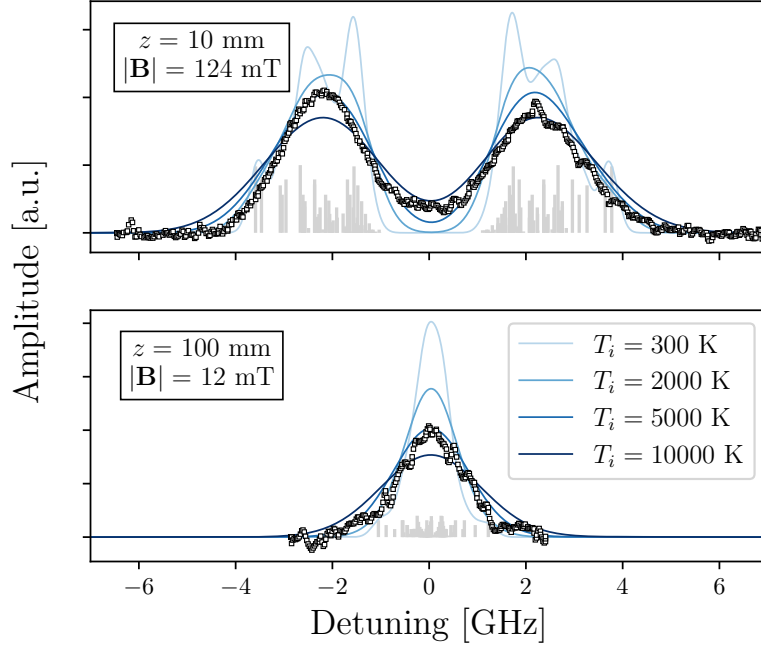 z = 10 mm
|B| = 124 mT
Amplitude [a.u.]
z = 100 mm
|B| = 12 mT
T_i = 300 K
T_i = 2000 K
T_i = 5000 K
T_i = 10000 K
−6 −4 −2 0 2 4 6
Detuning [GHz]